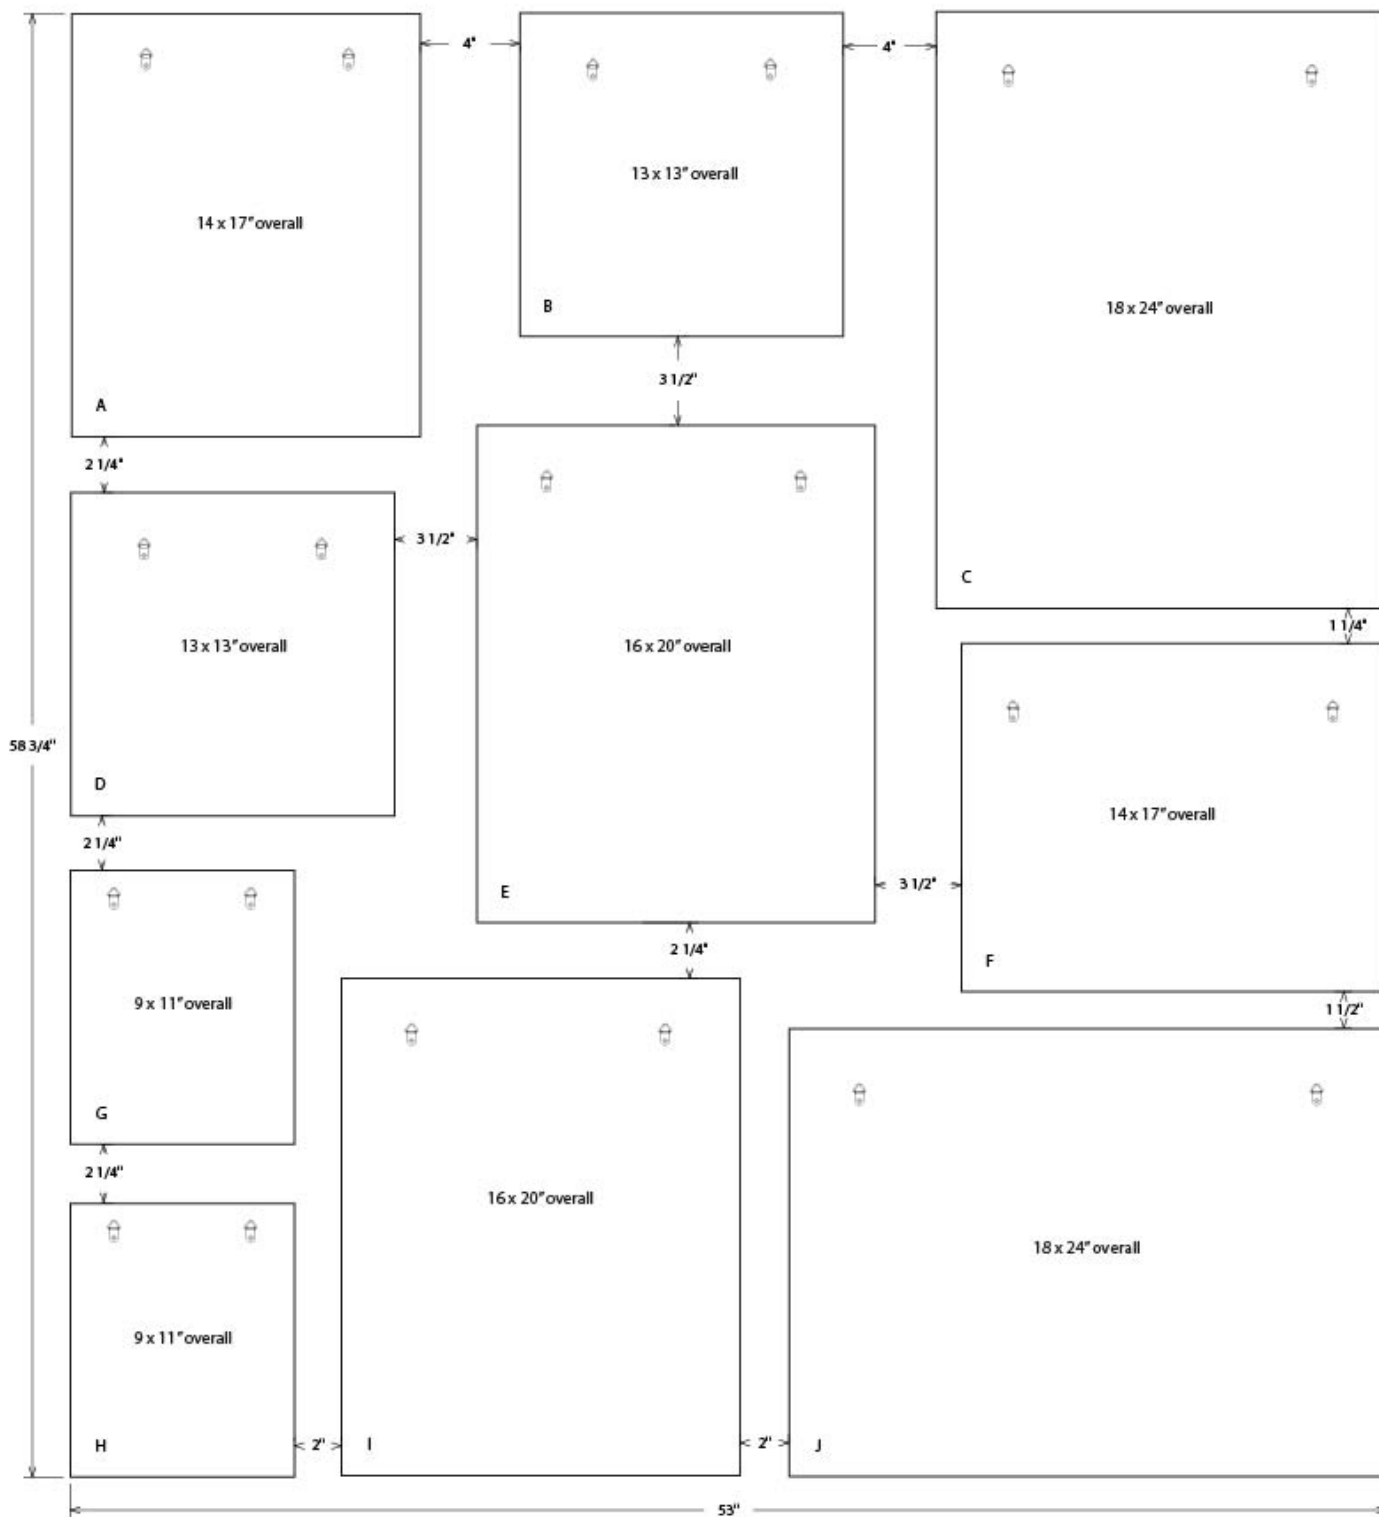 4"
4"
13 x 13" overall
14 x 17" overall
B
18 x 24" overall
3 1/2"
A
2 1/4"
3 1/2"
C
1 1/4"
13 x 13" overall
16 x 20" overall
58 3/4"
D
14 x 17" overall
2 1/4"
E
3 1/2"
2 1/4"
F
9 x 11" overall
1 1/2"
G
2 1/4"
16 x 20" overall
18 x 24" overall
9 x 11" overall
H
2"
I
2"
J
53"